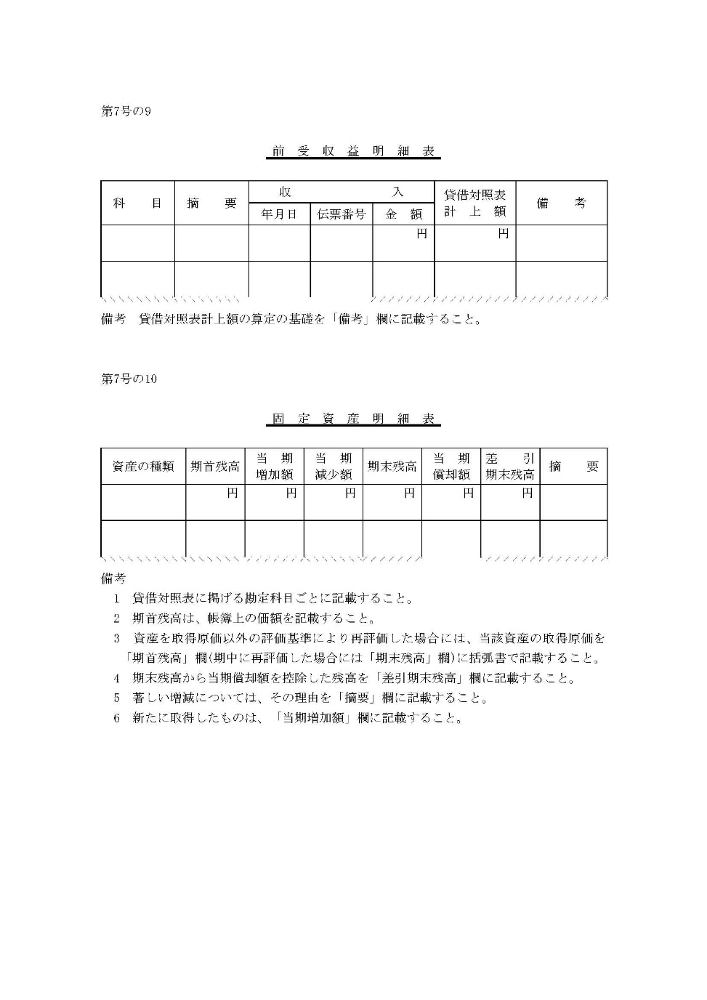 第7号の9
前受収益明細表
科目 摘要 収入 貸借対照表計上額 備考
年月日 伝票番号 金額
円 円
備考　貸借対照表計上額の算定の基礎を「備考」欄に記載すること。
第7号の10
固定資産明細表
資産の種類 期首残高 当期増加額 当期減少額 期末残高 当期償却額 差引期末残高 摘要
円 円 円 円 円 円
備考
1　貸借対照表に掲げる勘定科目ごとに記載すること。
2　期首残高は、帳簿上の価額を記載すること。
3　資産を取得原価以外の評価基準により再評価した場合には、当該資産の取得原価を
「期首残高」欄(期中に再評価した場合には「期末残高」欄)に括弧書で記載すること。
4　期末残高から当期償却額を控除した残高を「差引期末残高」欄に記載すること。
5　著しい増減については、その理由を「摘要」欄に記載すること。
6　新たに取得したものは、「当期増加額」欄に記載すること。